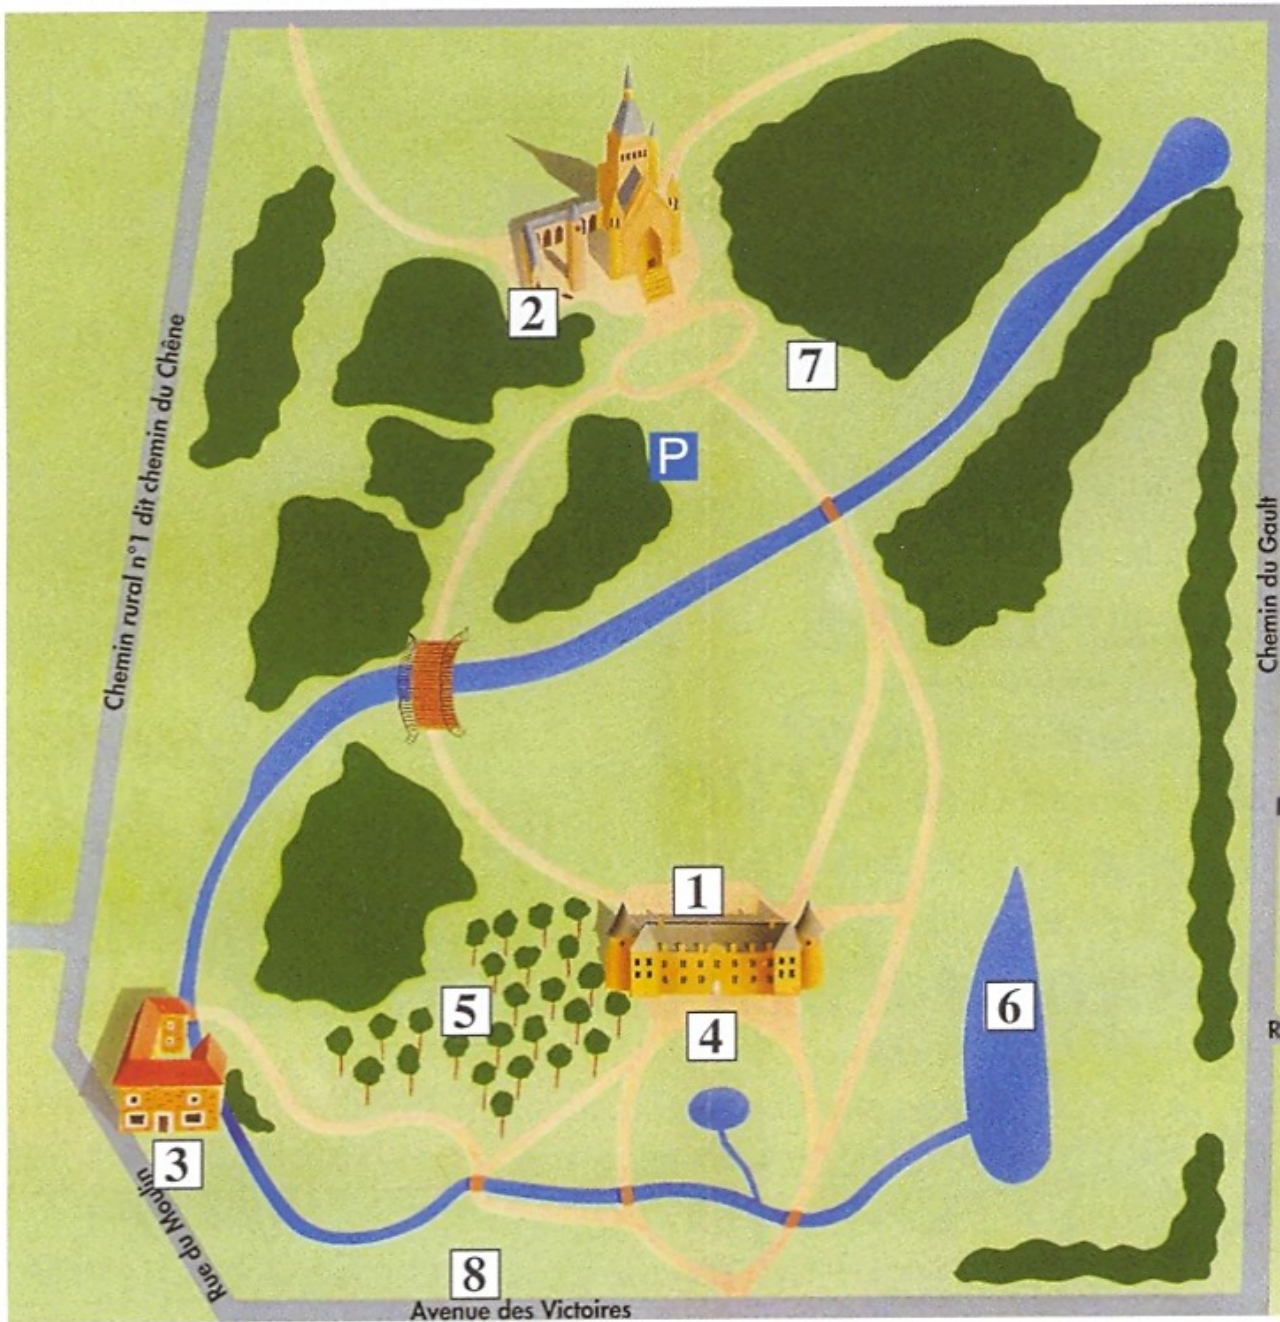 2
7
P
Chemin rural n°1 dit chemin du Chêne
Chemin du Gault
1
5
4
6
3
Rue du Moulin
8
Avenue des Victoires
R